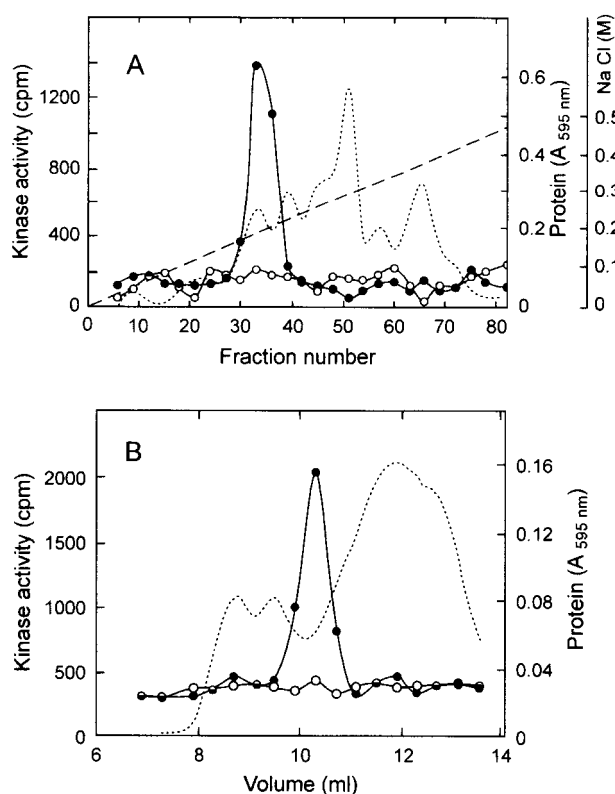 A
Kinase activity (cpm)
1200
800
400
0
0 10 20 30 40 50 60 70 80
Fraction number
0.6
0.4
0.2
0
Protein (A 595 nm)
0.5
0.4
0.3
0.2
0.1
0
Na Cl (M)
B
Kinase activity (cpm)
2000
1500
1000
500
0
6 8 10 12 14
Volume (ml)
0.16
0.12
0.08
0.04
0
Protein (A 595 nm)